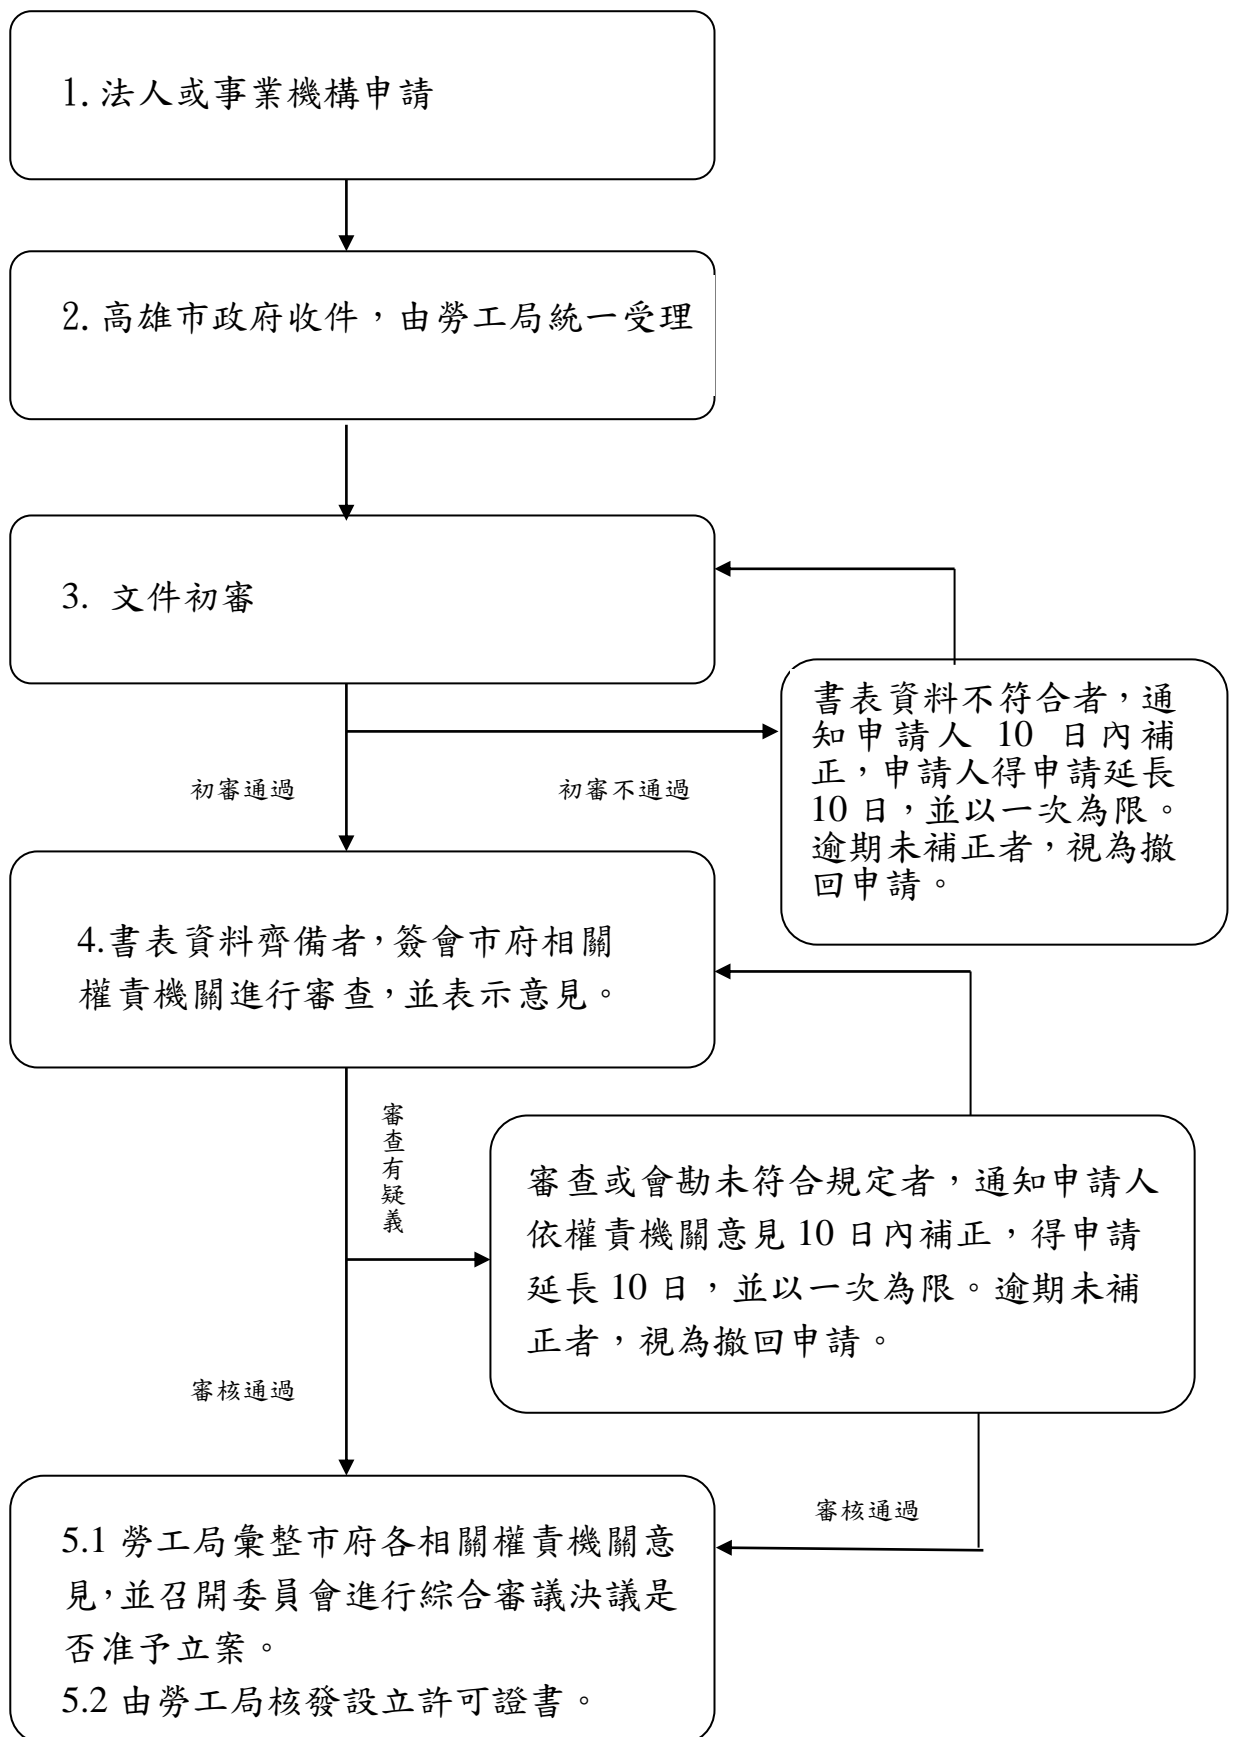 1.法人或事業機構申請
2.高雄市政府收件，由勞工局統一受理
3. 文件初審
書表資料不符合者，通
知申請人 10 日內補
正，申請人得申請延長
10 日，並以一次為限。
逾期未補正者，視為撤
回申請。
初審通過
初審不通過
4.書表資料齊備者，簽會市府相關
權責機關進行審查，並表示意見。
審查有疑義
審查或會勘未符合規定者，通知申請人
依權責機關意見 10 日內補正，得申請
延長 10 日，並以一次為限。逾期未補
正者，視為撤回申請。
審核通過
審核通過
5.1 勞工局彙整市府各相關權責機關意
見，並召開委員會進行綜合審議決議是
否准予立案。
5.2 由勞工局核發設立許可證書。